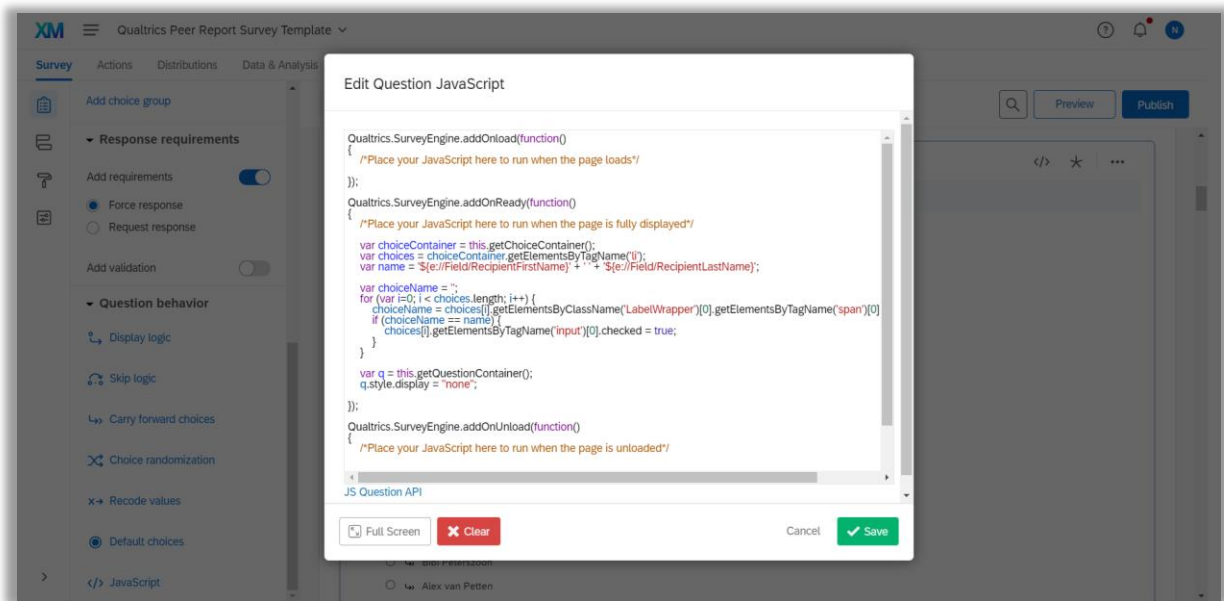 XM
Qualtrics Peer Report Survey Template
N
Survey Actions Distributions Data & Analysis
Edit Question JavaScript
Add choice group
Preview
Publish
Response requirements
Add requirements
Force response
Request response
Add validation
Question behavior
Display logic
Skip logic
Carry forward choices
Choice randomization
Recode values
Default choices
</> JavaScript
</>
Qualtrics.SurveyEngine.addOnload(function()
{
/*Place your JavaScript here to run when the page loads*/
});
Qualtrics.SurveyEngine.addOnReady(function()
{
/*Place your JavaScript here to run when the page is fully displayed*/
var choiceContainer = this.getChoiceContainer();
var choices = choiceContainer.getElementsByTagName('li');
var name = '${e://Field/RecipientFirstName}' + ' ' + '${e://Field/RecipientLastName}';
var choiceName = '';
for (var i=0; i < choices.length; i++) {
choiceName = choices[i].getElementsByClassName('LabelWrapper')[0].getElementsByTagName('span')[0]
if (choiceName == name) {
choices[i].getElementsByTagName('input')[0].checked = true;
}
}
var q = this.getQuestionContainer();
q.style.display = "none";
});
Qualtrics.SurveyEngine.addOnUnload(function()
{
/*Place your JavaScript here to run when the page is unloaded*/
JS Question API
Full Screen
Clear
Cancel
Save
Bibi Peterszoon
Alex van Petten